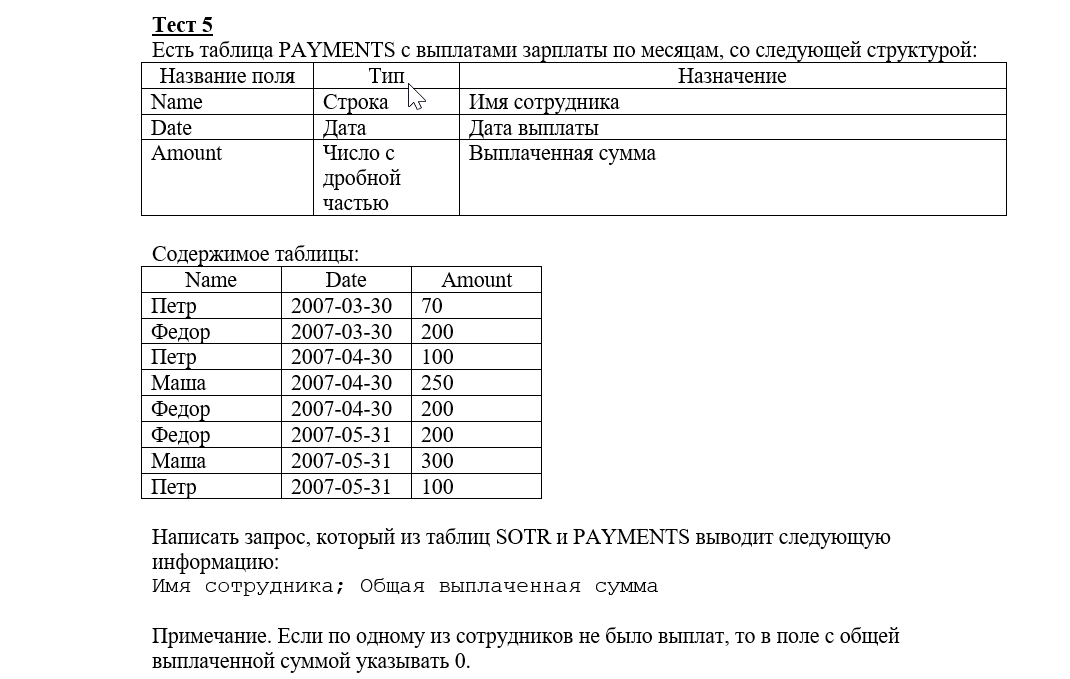 Тест 5
Есть таблица PAYMENTS с выплатами зарплаты по месяцам, со следующей структурой:
Название поля Тип Назначение
Name Строка Имя сотрудника
Date Дата Дата выплаты
Amount Число с Выплаченная сумма
дробной
частью
Содержимое таблицы:
Name Date Amount
Петр 2007-03-30 70
Федор 2007-03-30 200
Петр 2007-04-30 100
Маша 2007-04-30 250
Федор 2007-04-30 200
Федор 2007-05-31 200
Маша 2007-05-31 300
Петр 2007-05-31 100
Написать запрос, который из таблиц SOTR и PAYMENTS выводит следующую
информацию:
Имя сотрудника; Общая выплаченная сумма
Примечание. Если по одному из сотрудников не было выплат, то в поле с общей
выплаченной суммой указывать 0.